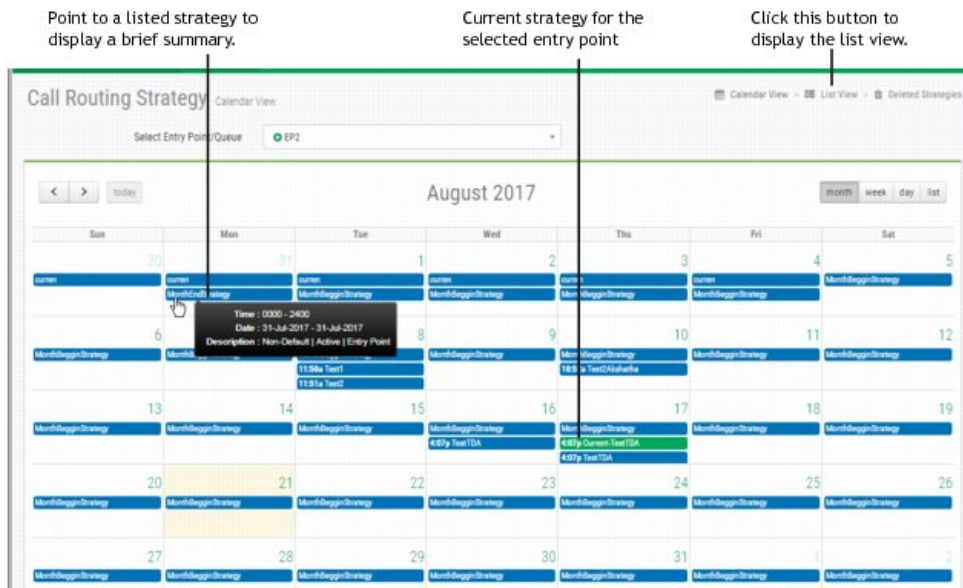 Point to a listed strategy to
display a brief summary.
Current strategy for the
selected entry point
Click this button to
display the list view.
Call Routing Strategy Calendar View
Calendar View - List View - Deleted Strategies
Select Entry Point/Queue EP2
< > today
August 2017
month week day list
Sun Mon Tue Wed Thu Fri Sat
30 31 1 2 3 4 5
curren curren curren curren curren curren MonthBegginStrategy
MonthEndStrategy MonthBegginStrategy MonthBegginStrategy MonthBegginStrategy MonthBegginStrategy
Time : 0000 - 2400
Date : 31-Jul-2017 - 31-Jul-2017
Description : Non-Default | Active | Entry Point
6 8 9 10 11 12
MonthBegginStrategy MonthBegginStrategy MonthBegginStrategy MonthBegginStrategy MonthBegginStrategy
11:50a Test1 Test2Akshatha
11:51a Test2
13 14 15 16 17 18 19
MonthBegginStrategy MonthBegginStrategy MonthBegginStrategy MonthBegginStrategy MonthBegginStrategy MonthBegginStrategy MonthBegginStrategy
4:07p TestTDA 4:07p Current-TestTDA
4:07p TestTDA
20 21 22 23 24 25 26
MonthBegginStrategy MonthBegginStrategy MonthBegginStrategy MonthBegginStrategy MonthBegginStrategy MonthBegginStrategy MonthBegginStrategy
27 28 29 30 31 1 2
MonthBegginStrategy MonthBegginStrategy MonthBegginStrategy MonthBegginStrategy MonthBegginStrategy MonthBegginStrategy MonthBegginStrategy